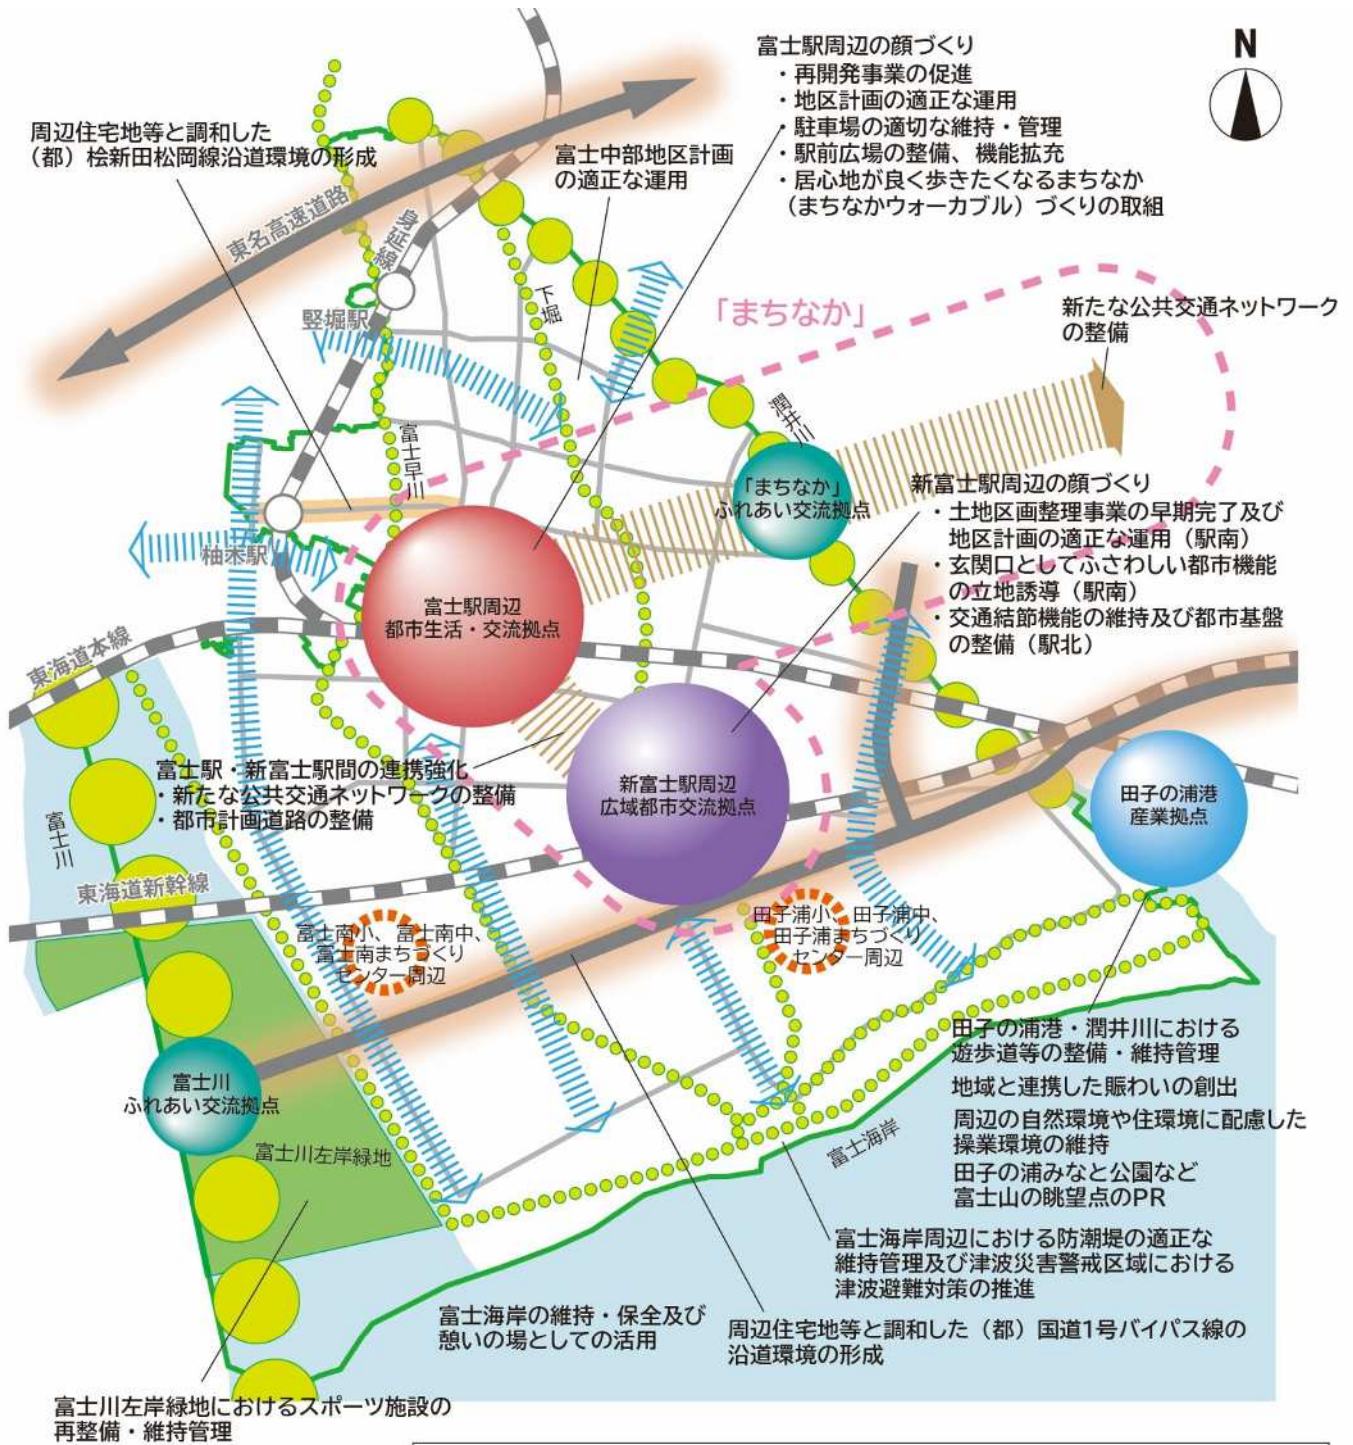 N
富士駅周辺の顔づくり
・再開発事業の促進
・地区計画の適正な運用
・駐車場の適切な維持・管理
・駅前広場の整備、機能拡充
・居心地が良く歩きたくなるまちなか
（まちなかウォーカブル）づくりの取組
周辺住宅地等と調和した
（都）桧新田松岡線沿道環境の形成
富士中部地区計画
の適正な運用
東名高速道路
身延線
竪堀駅
下堀
「まちなか」
新たな公共交通ネットワーク
の整備
潤井川
富士早川
「まちなか」
ふれあい交流拠点
新富士駅周辺の顔づくり
・土地区画整理事業の早期完了及び
地区計画の適正な運用（駅南）
・玄関口としてふさわしい都市機能
の立地誘導（駅南）
・交通結節機能の維持及び都市基盤
の整備（駅北）
柚木駅
富士駅周辺
都市生活・交流拠点
東海道本線
富士駅・新富士駅間の連携強化
・新たな公共交通ネットワークの整備
・都市計画道路の整備
新富士駅周辺
広域都市交流拠点
田子の浦港
産業拠点
富士川
東海道新幹線
富士南小、富士南中、
富士南まちづくり
センター周辺
田子浦小、田子浦中、
田子浦まちづくり
センター周辺
富士川
ふれあい交流拠点
富士川左岸緑地
富士海岸
田子の浦港・潤井川における
遊歩道等の整備・維持管理
地域と連携した賑わいの創出
周辺の自然環境や住環境に配慮した
操業環境の維持
田子の浦みなと公園など
富士山の眺望点のPR
富士海岸周辺における防潮堤の適正な
維持管理及び津波災害警戒区域における
津波避難対策の推進
富士海岸の維持・保全及び
憩いの場としての活用
周辺住宅地等と調和した（都）国道1号バイパス線の
沿道環境の形成
富士川左岸緑地におけるスポーツ施設の
再整備・維持管理